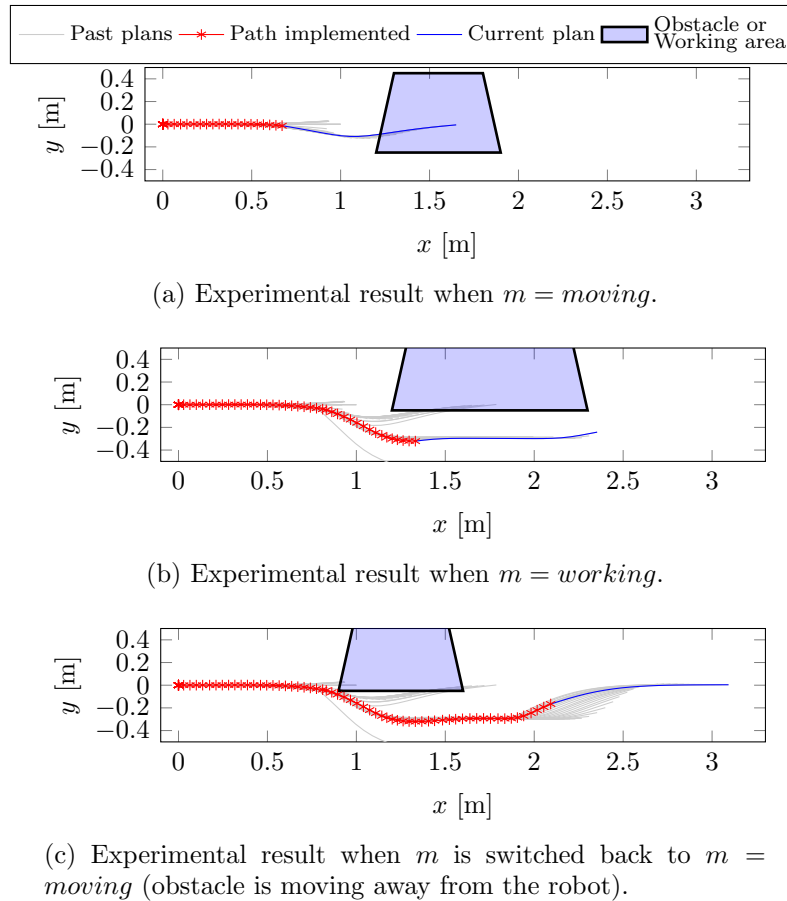 Past plans Path implemented Current plan Obstacle or
Working area
0.4
0.2
0
−0.2
−0.4
y [m]
0 0.5 1 1.5 2 2.5 3
x [m]
(a) Experimental result when m = moving.
0.4
0.2
0
−0.2
−0.4
y [m]
0 0.5 1 1.5 2 2.5 3
x [m]
(b) Experimental result when m = working.
0.4
0.2
0
−0.2
−0.4
y [m]
0 0.5 1 1.5 2 2.5 3
x [m]
(c) Experimental result when m is switched back to m =
moving (obstacle is moving away from the robot).